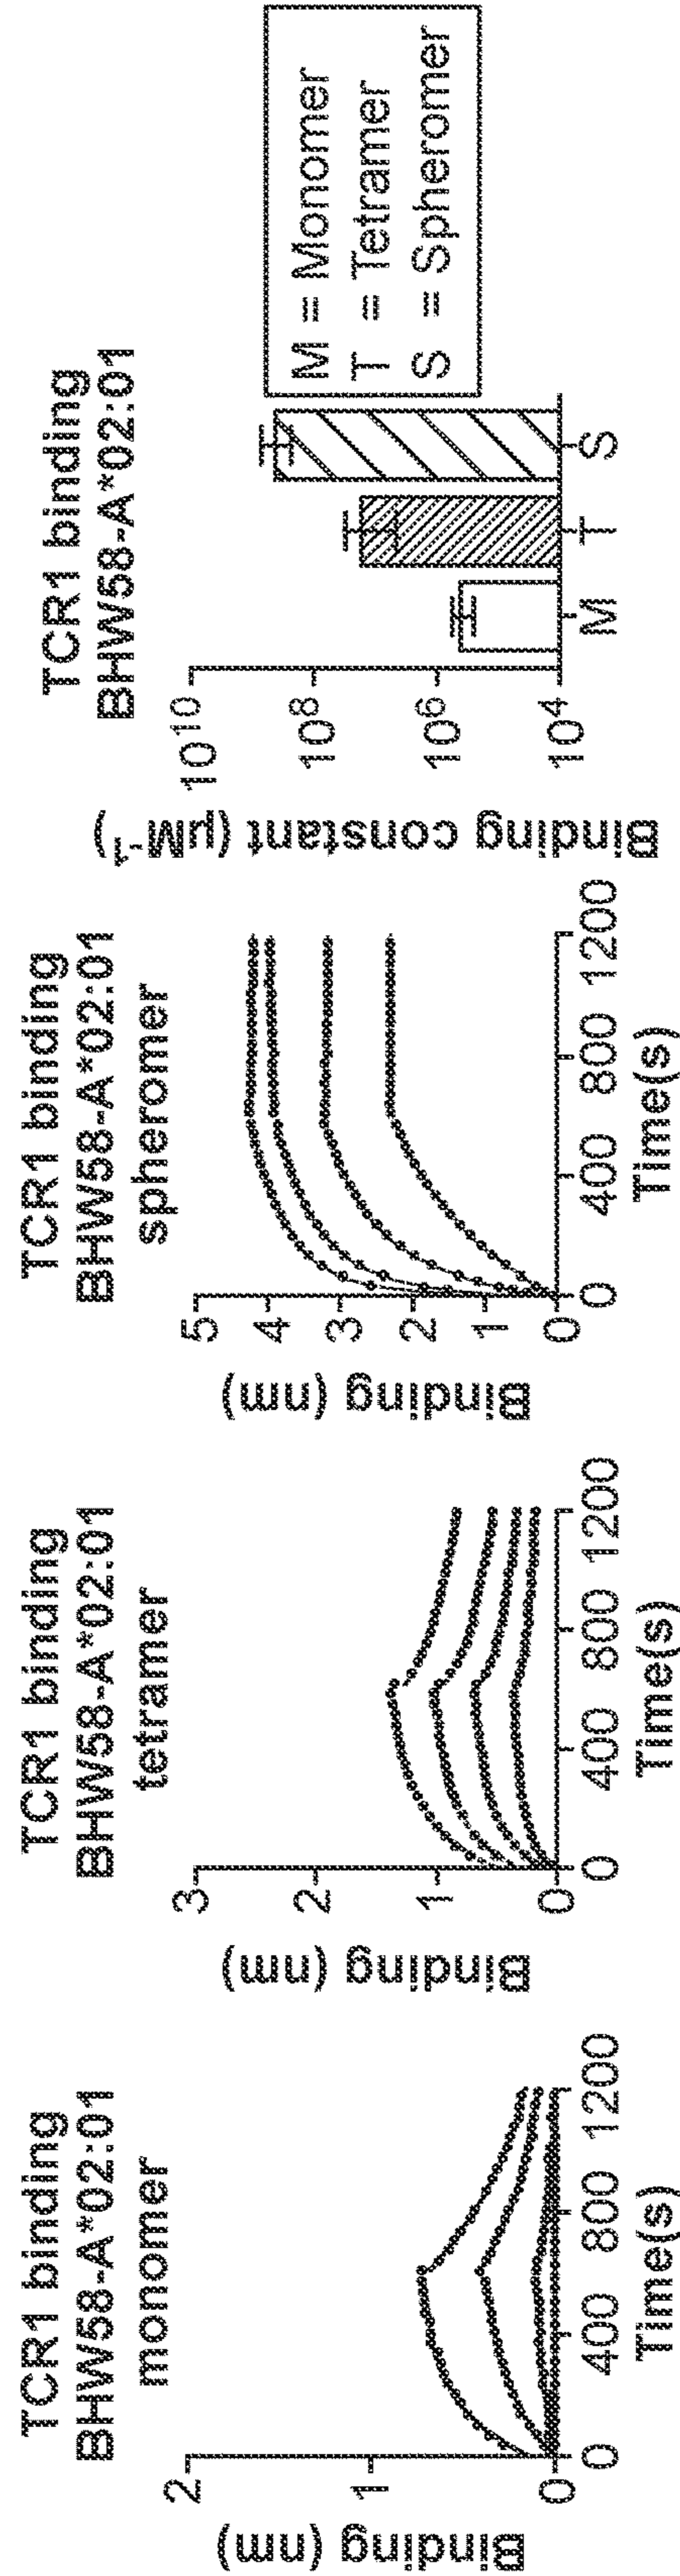 TCR1 binding
BHW58-A*02:01
monomer
Binding (nm)
2
1
0
0 400 800 1200
Time(s)
TCR1 binding
BHW58-A*02:01
tetramer
Binding (nm)
3
2
1
0
0 400 800 1200
Time(s)
TCR1 binding
BHW58-A*02:01
spheromer
Binding (nm)
5
4
3
2
1
0
0 400 800 1200
Time(s)
TCR1 binding
BHW58-A*02:01
Binding constant (µM⁻¹)
10¹⁰
10⁸
10⁶
10⁴
M T S
M = Monomer
T = Tetramer
S = Spheromer